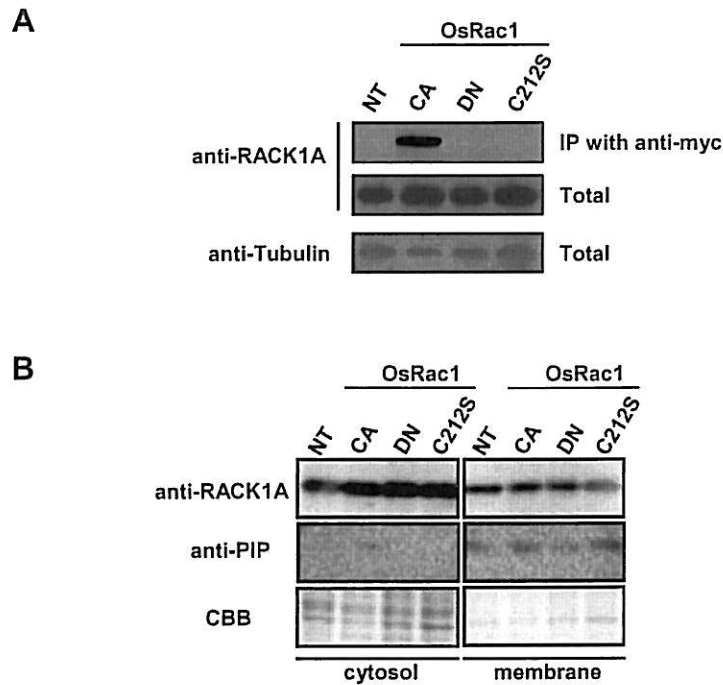 A
OsRac1
NT CA DN C212S
anti-RACK1A
IP with anti-myc
Total
anti-Tubulin
Total
B
OsRac1 OsRac1
NT CA DN C212S NT CA DN C212S
anti-RACK1A
anti-PIP
CBB
cytosol membrane